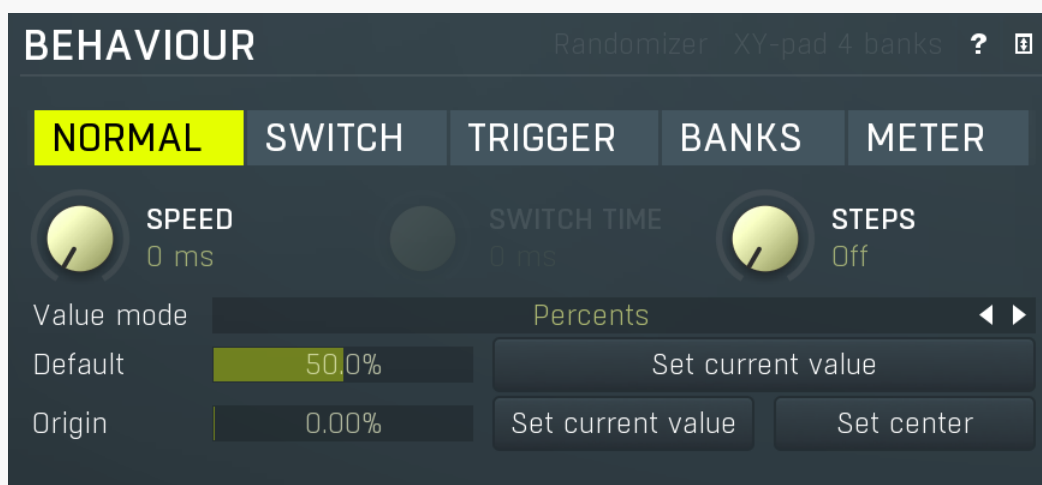 BEHAVIOUR Randomizer XY-pad 4 banks ?
NORMAL SWITCH TRIGGER BANKS METER
SPEED SWITCH TIME STEPS
0 ms 0 ms Off
Value mode Percents
Default 50.0% Set current value
Origin 0.00% Set current value Set center